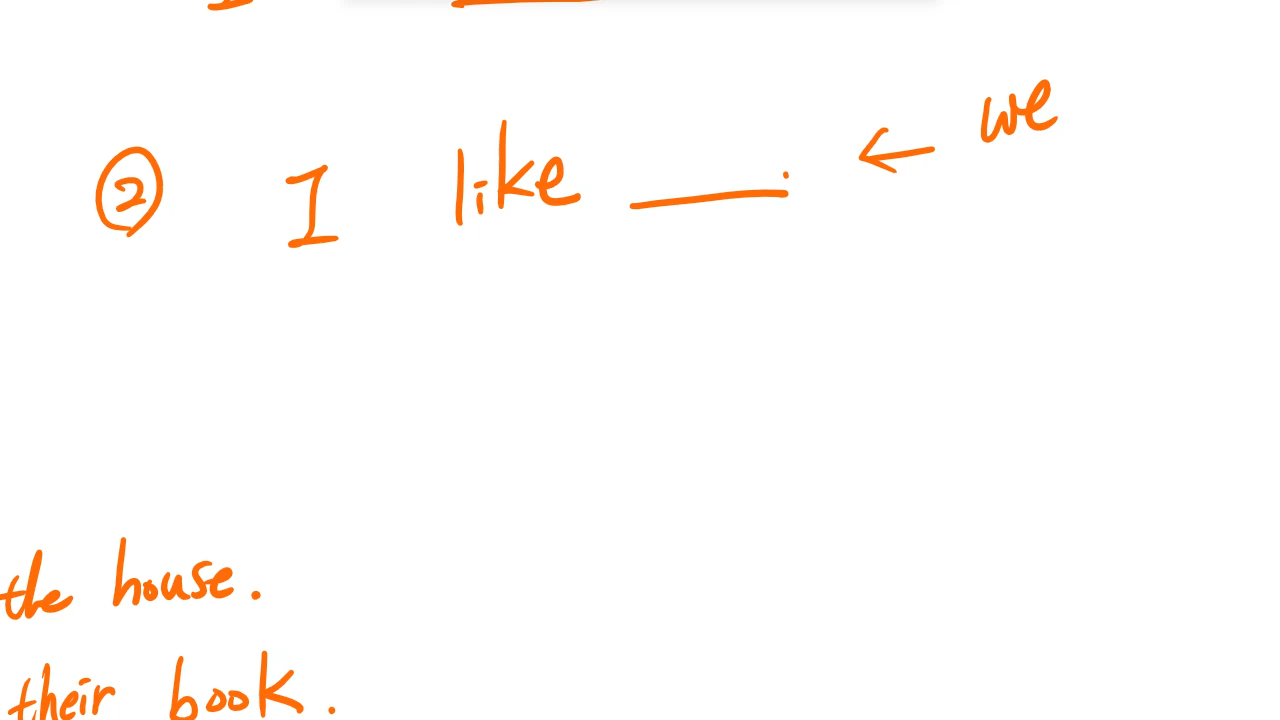 ② I like ____. ← we
the house.
their book.